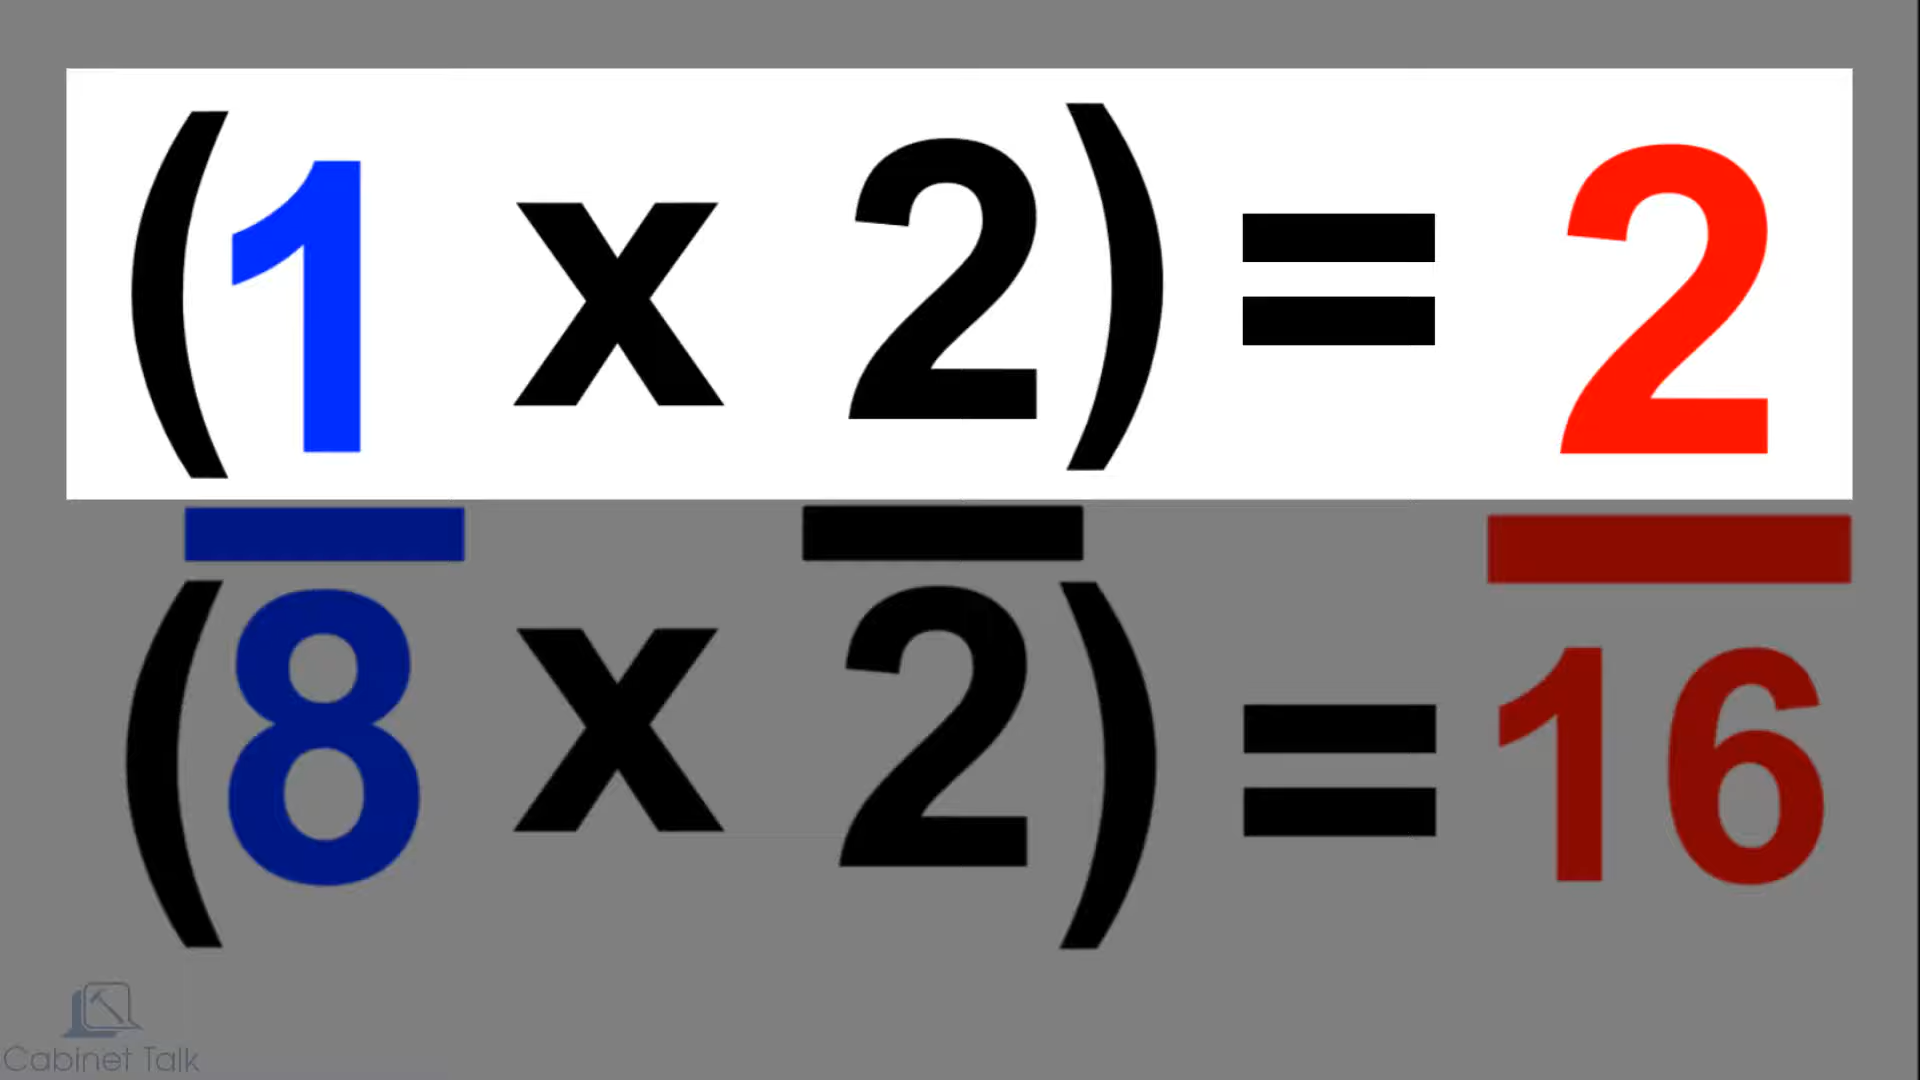 (1 x 2) = 2
(8 x 2) = 16
Cabinet Talk